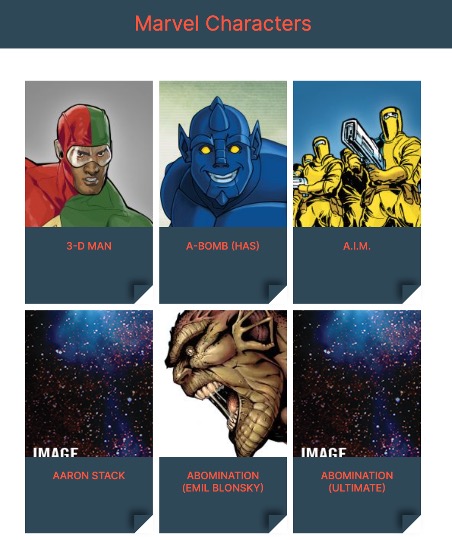 Marvel Characters
3-D MAN
A-BOMB (HAS)
A.I.M.
IMAGE
IMAGE
AARON STACK
ABOMINATION
(EMIL BLONSKY)
ABOMINATION
(ULTIMATE)